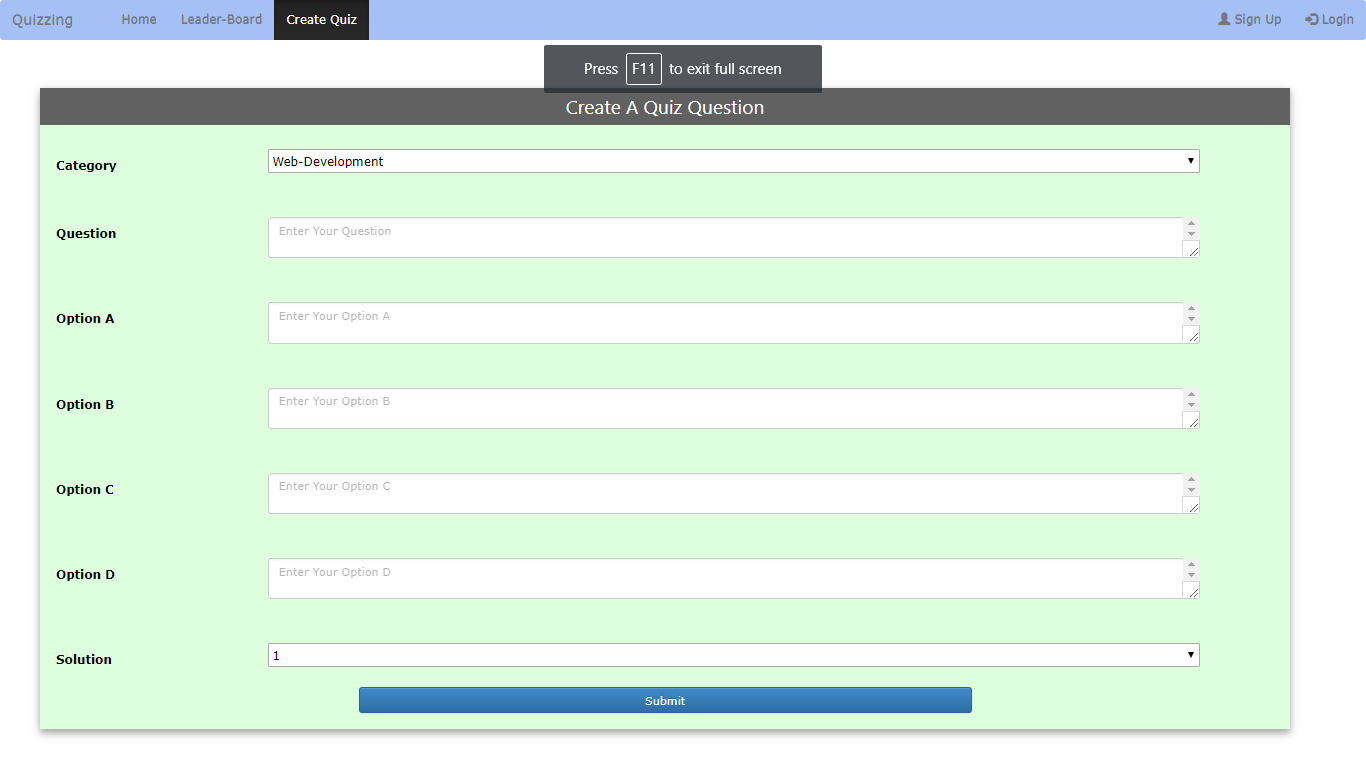 Quizzing Home Leader-Board Create Quiz Sign Up Login
Press F11 to exit full screen
Create A Quiz Question
Category Web-Development
Question Enter Your Question
Option A Enter Your Option A
Option B Enter Your Option B
Option C Enter Your Option C
Option D Enter Your Option D
Solution 1
Submit